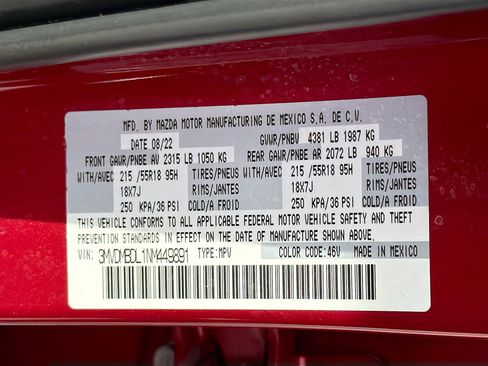 MFD. BY MAZDA MOTOR MANUFACTURING DE MEXICO S.A. DE C.V.
DATE 08/22 GVWR/PNBV 4381 LB 1987 KG
FRONT GAWR/PNBE AV 2315 LB 1050 KG REAR GAWR/PNBE AR 2072 LB 940 KG
WITH/AVEC 215 /55R18 95H TIRES/PNEU WITH/AVEC 215 /55R18 95H TIRES/PNEU
18X7J RIMS/JANTES 18X7J RIMS/JANTES
250 KPA/36 PSI COLD/A FROID 250 KPA/36 PSI COLD/A FROID
THIS VEHICLE CONFORMS TO ALL APPLICABLE FEDERAL MOTOR VEHICLE SAFETY AND THEFT
PREVENTION STANDARDS IN EFFECT ON THE DATE OF MANUFACTURE SHOWN ABOVE.
VIN: 3MVDMBDL1NM449891 TYPE:MPV COLOR CODE:46V MADE IN MEXICO